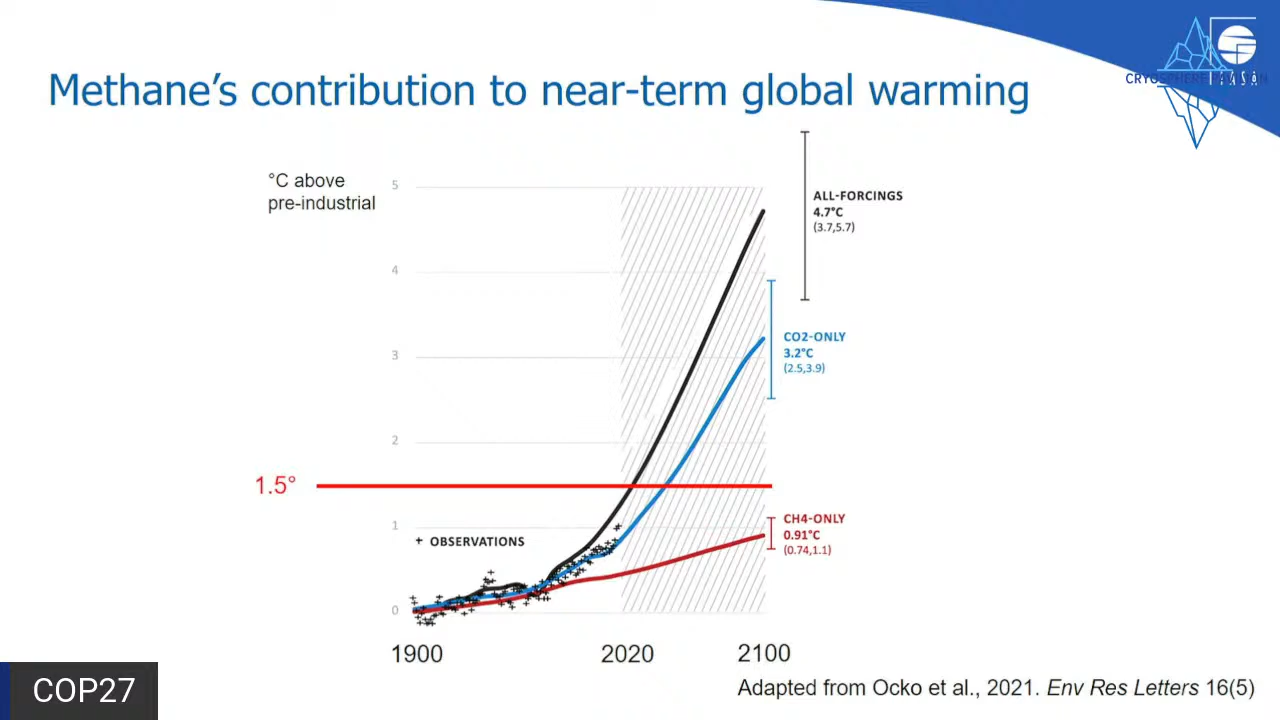 Methane's contribution to near-term global warming
°C above
pre-industrial
5
4
3
2
1
0
1.5°
+ OBSERVATIONS
ALL-FORCINGS
4.7°C
(3.7,5.7)
CO2-ONLY
3.2°C
(2.5,3.9)
CH4-ONLY
0.91°C
(0.74,1.1)
1900
2020
2100
Adapted from Ocko et al., 2021. Env Res Letters 16(5)
COP27